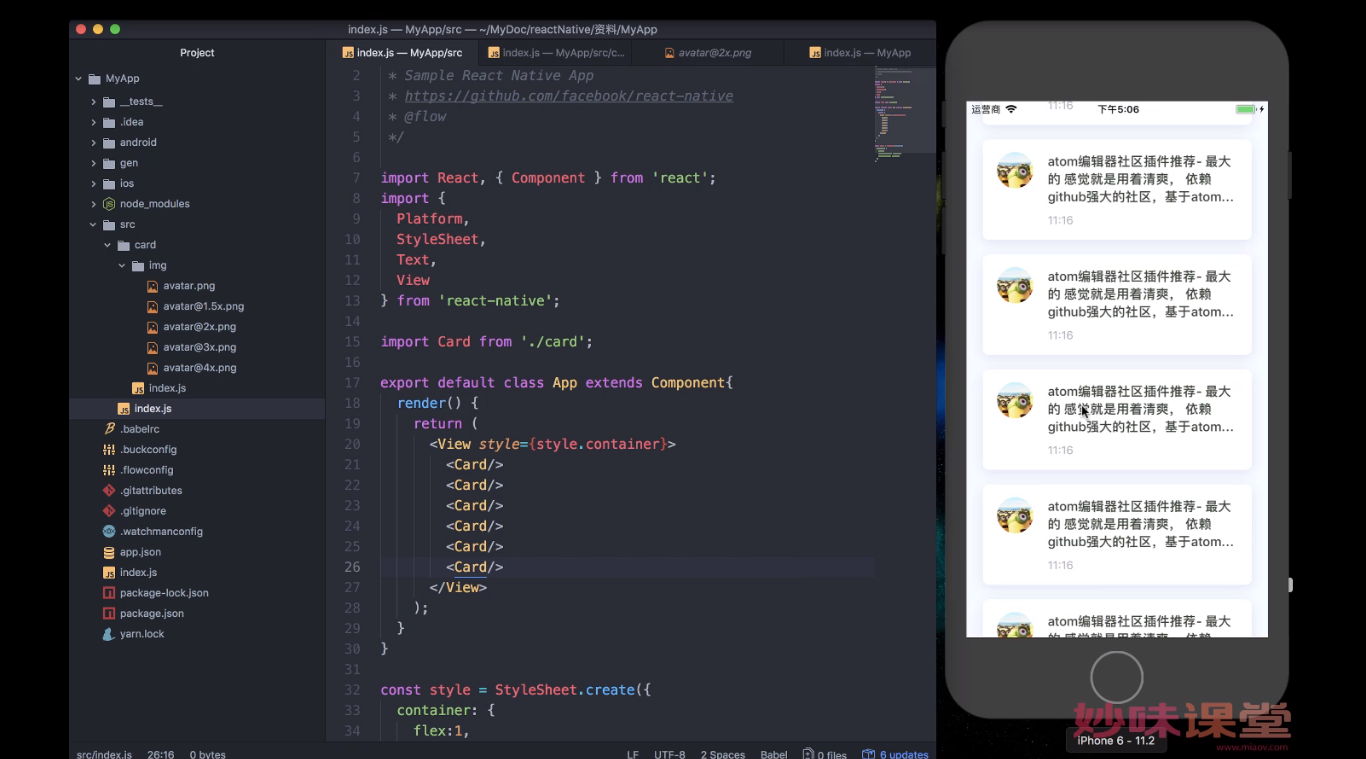 index.js — MyApp/src — ~/MyDoc/reactNative/资料/MyApp
Project
index.js — MyApp/src
index.js — MyApp/src/c...
avatar@2x.png
index.js — MyApp
MyApp
__tests__
.idea
android
gen
ios
node_modules
src
card
img
avatar.png
avatar@1.5x.png
avatar@2x.png
avatar@3x.png
avatar@4x.png
index.js
index.js
.babelrc
.buckconfig
.flowconfig
.gitattributes
.gitignore
.watchmanconfig
app.json
index.js
package-lock.json
package.json
yarn.lock
2 * Sample React Native App
3 * https://github.com/facebook/react-native
4 * @flow
5 */
6
7 import React, { Component } from 'react';
8 import {
9 Platform,
10 StyleSheet,
11 Text,
12 View
13 } from 'react-native';
14
15 import Card from './card';
16
17 export default class App extends Component{
18 render() {
19 return (
20 <View style={style.container}>
21 <Card/>
22 <Card/>
23 <Card/>
24 <Card/>
25 <Card/>
26 <Card/>
27 </View>
28 );
29 }
30 }
31
32 const style = StyleSheet.create({
33 container: {
34 flex:1,
src/index.js 26:16 0 bytes
LF UTF-8 2 Spaces Babel 0 files 6 updates
运营商 下午5:06
11:16
atom编辑器社区插件推荐- 最大
的 感觉就是用着清爽， 依赖
github强大的社区，基于atom...
11:16
atom编辑器社区插件推荐- 最大
的 感觉就是用着清爽， 依赖
github强大的社区，基于atom...
11:16
atom编辑器社区插件推荐- 最大
的 感觉就是用着清爽， 依赖
github强大的社区，基于atom...
11:16
atom编辑器社区插件推荐- 最大
的 感觉就是用着清爽， 依赖
github强大的社区，基于atom...
11:16
atom编辑器社区插件推荐- 最大
的 感觉就是用着清爽， 依赖
妙味课堂
www.miaov.com
iPhone 6 - 11.2